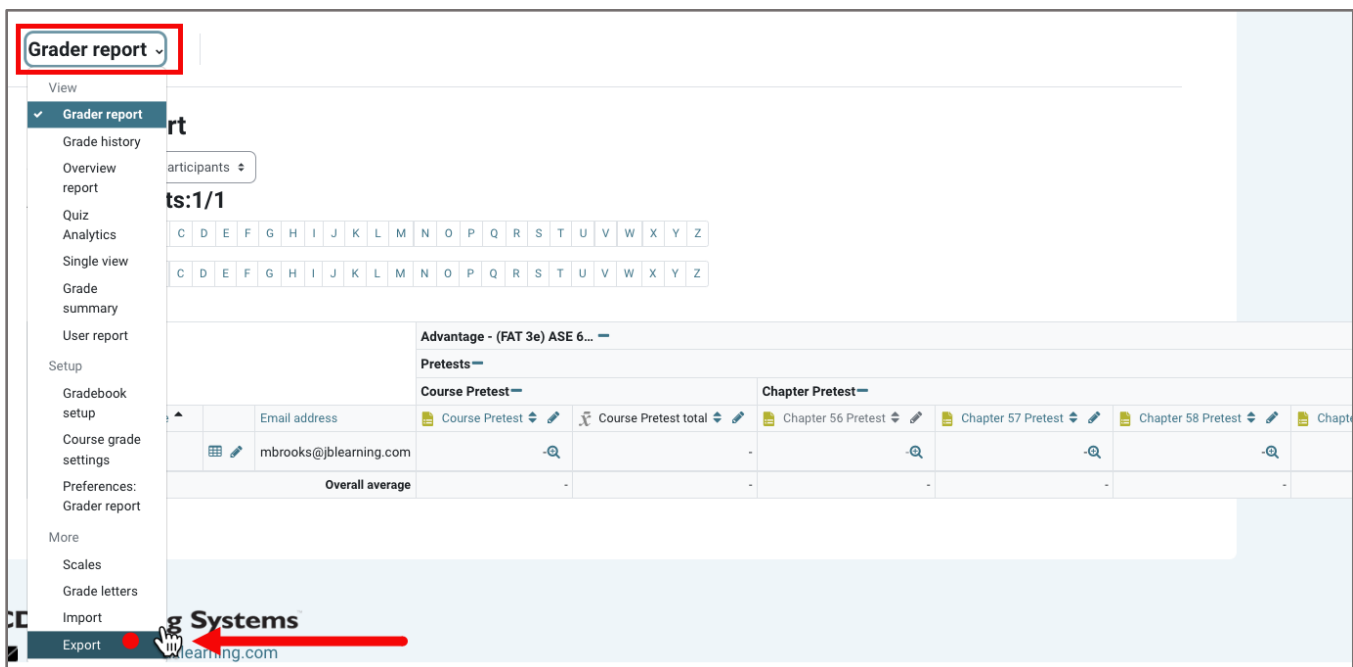 Grader report
View
Grader report
Grade history
Overview
report
Quiz
Analytics
Single view
Grade
summary
User report
Setup
Gradebook
setup
Course grade
settings
Preferences:
Grader report
More
Scales
Grade letters
Import
Export
rt
articipants
ts:1/1
C D E F G H I J K L M N O P Q R S T U V W X Y Z
C D E F G H I J K L M N O P Q R S T U V W X Y Z
Advantage - (FAT 3e) ASE 6...
Pretests
Course Pretest Chapter Pretest
Email address Course Pretest x̄ Course Pretest total Chapter 56 Pretest Chapter 57 Pretest Chapter 58 Pretest Chapte
mbrooks@jblearning.com - - - - -
Overall average - - - - -
CD g Systems
learning.com